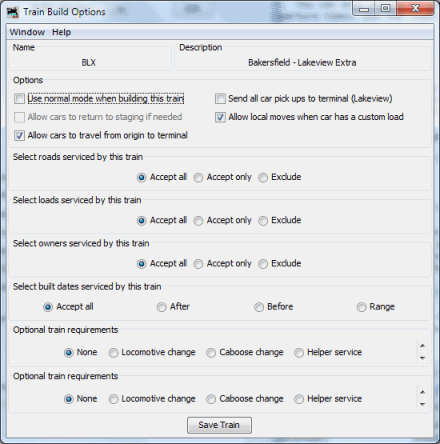 Train Build Options
Window Help
Name Description
BLX Bakersfield - Lakeview Extra
Options
Use normal mode when building this train Send all car pick ups to terminal (Lakeview)
Allow cars to return to staging if needed Allow local moves when car has a custom load
Allow cars to travel from origin to terminal
Select roads serviced by this train
Accept all Accept only Exclude
Select loads serviced by this train
Accept all Accept only Exclude
Select owners serviced by this train
Accept all Accept only Exclude
Select built dates serviced by this train
Accept all After Before Range
Optional train requirements
None Locomotive change Caboose change Helper service
Optional train requirements
None Locomotive change Caboose change Helper service
Save Train